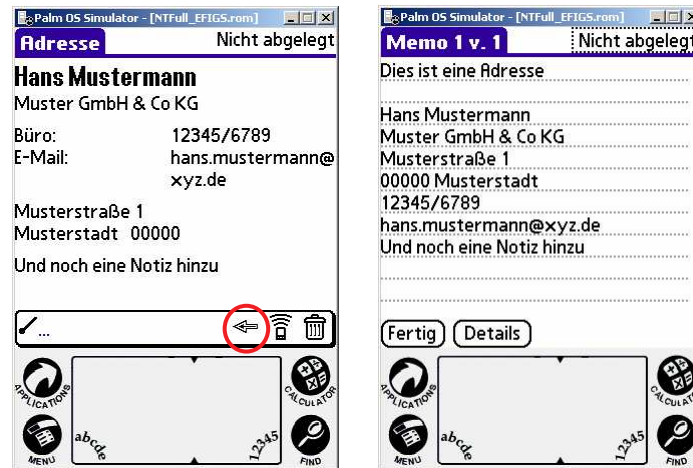 Palm OS Simulator - [NTFull_EFIGS.rom]
Adresse
Nicht abgelegt
Hans Mustermann
Muster GmbH & Co KG
Büro: 12345/6789
E-Mail: hans.mustermann@
xyz.de
Musterstraße 1
Musterstadt 00000
Und noch eine Notiz hinzu
...
APPLICATIONS
CALCULATOR
MENU
abcde
12345
FIND
Palm OS Simulator - [NTFull_EFIGS.rom]
Memo 1 v. 1
Nicht abgelegt
Dies ist eine Adresse
Hans Mustermann
Muster GmbH & Co KG
Musterstraße 1
00000 Musterstadt
12345/6789
hans.mustermann@xyz.de
Und noch eine Notiz hinzu
Fertig
Details
APPLICATIONS
CALCULAT
MENU
abcde
12345
FIND